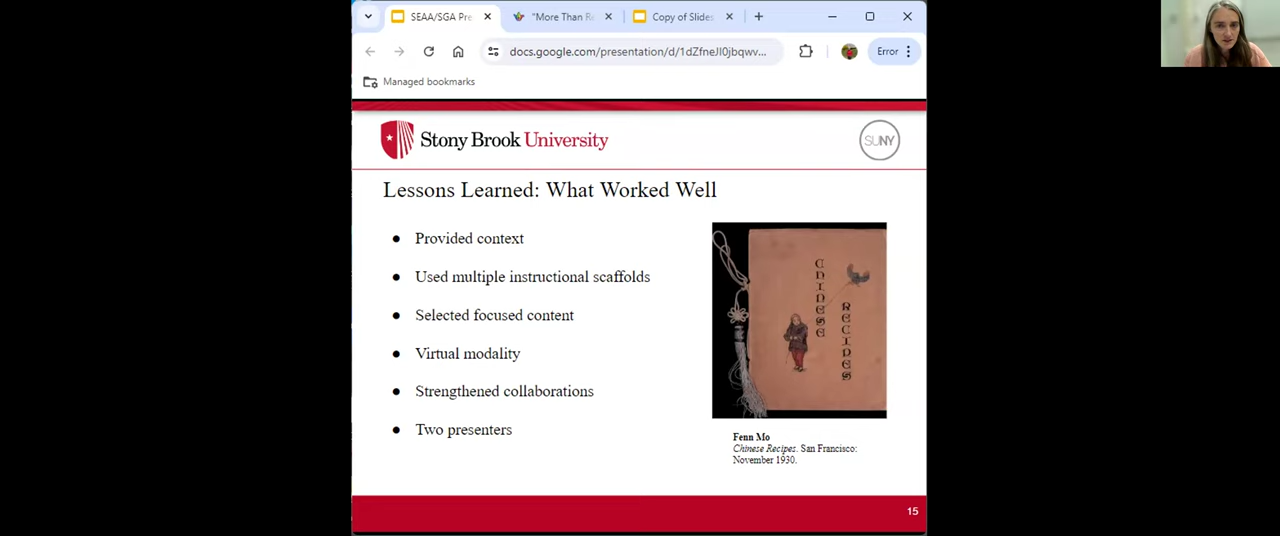 SEAA/SGA Pre
"More Than R
Copy of Slides
docs.google.com/presentation/d/1dZfneJl0jbqwv...
Error
Managed bookmarks
Stony Brook University
SUNY
Lessons Learned: What Worked Well
● Provided context
● Used multiple instructional scaffolds
● Selected focused content
● Virtual modality
● Strengthened collaborations
● Two presenters
CHINESE
RECIPES
Fenn Mo
Chinese Recipes. San Francisco:
November 1930.
15